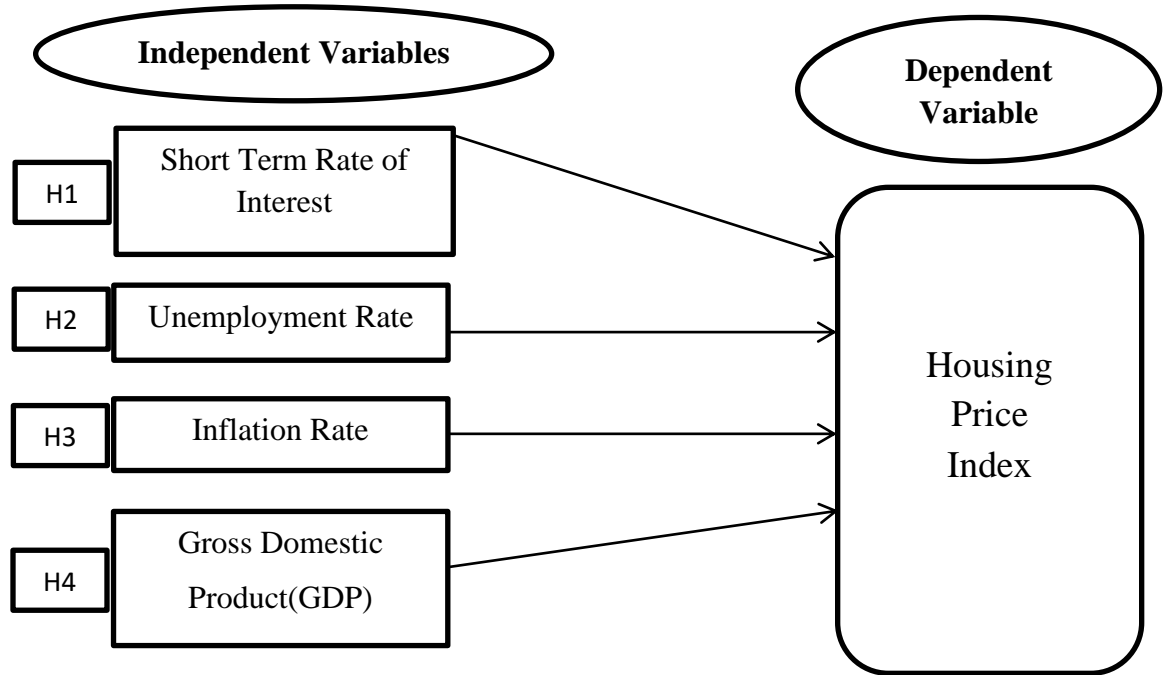 Independent Variables
Dependent
Variable
H1
Short Term Rate of
Interest
H2
Unemployment Rate
H3
Inflation Rate
H4
Gross Domestic
Product(GDP)
Housing
Price
Index